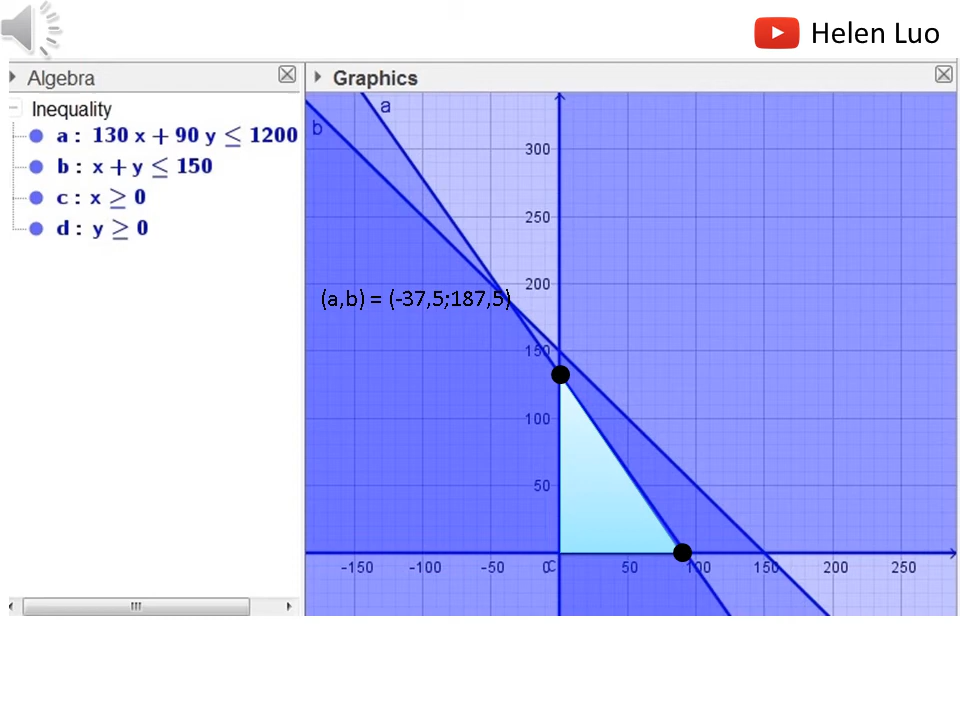 Helen Luo
Algebra
Graphics
Inequality
a : 130 x + 90 y ≤ 1200
b : x + y ≤ 150
c : x ≥ 0
d : y ≥ 0
a
b
300
250
200
(a,b) = (-37,5;187,5)
150
100
50
-150 -100 -50 0 C 50 100 150 200 250